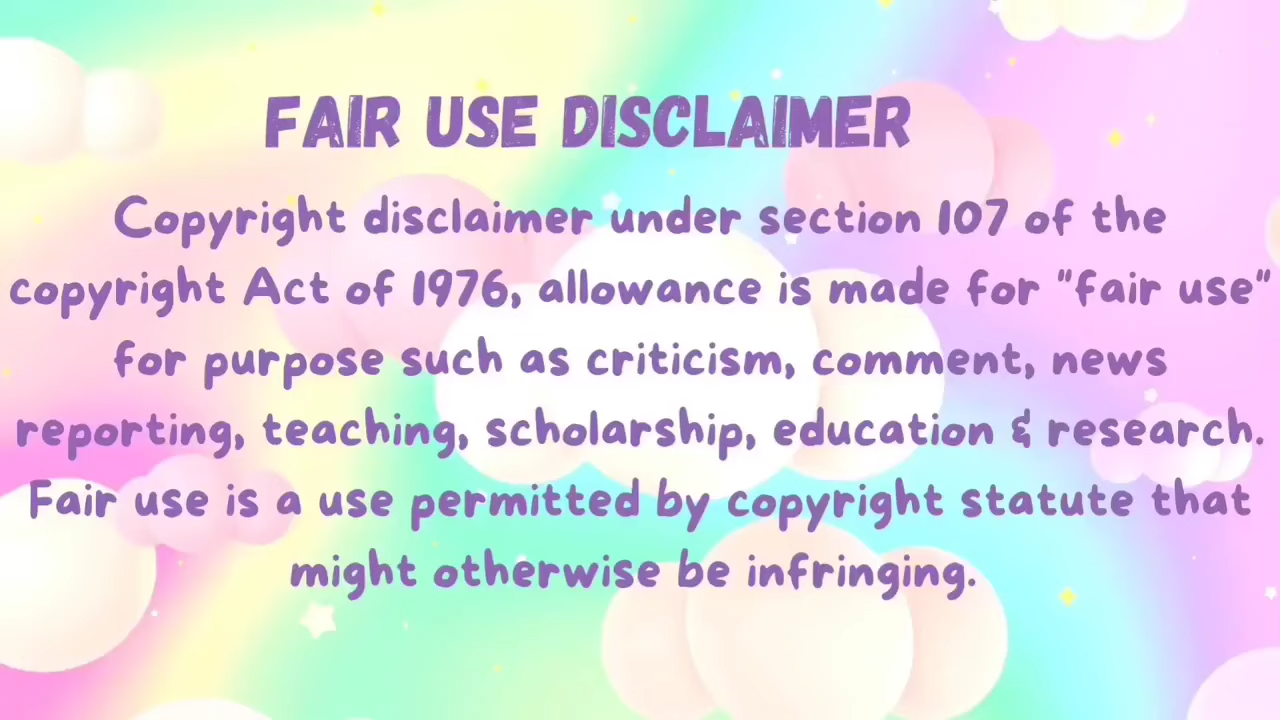 FAIR USE DISCLAIMER
Copyright disclaimer under section 107 of the
copyright Act of 1976, allowance is made for "fair use"
for purpose such as criticism, comment, news
reporting, teaching, scholarship, education & research.
Fair use is a use permitted by copyright statute that
might otherwise be infringing.